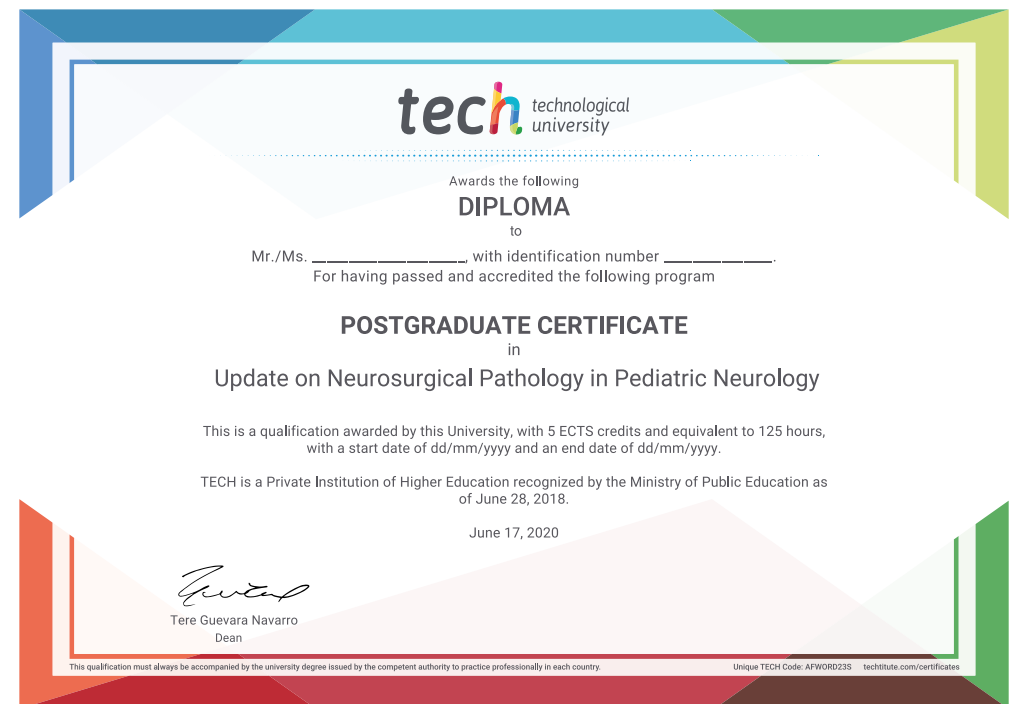 tech technological
university
Awards the following
DIPLOMA
to
Mr./Ms. ________________, with identification number ____________.
For having passed and accredited the following program
POSTGRADUATE CERTIFICATE
in
Update on Neurosurgical Pathology in Pediatric Neurology
This is a qualification awarded by this University, with 5 ECTS credits and equivalent to 125 hours,
with a start date of dd/mm/yyyy and an end date of dd/mm/yyyy.
TECH is a Private Institution of Higher Education recognized by the Ministry of Public Education as
of June 28, 2018.
June 17, 2020
Tere Guevara Navarro
Dean
This qualification must always be accompanied by the university degree issued by the competent authority to practice professionally in each country. Unique TECH Code: AFWORD23S techtitute.com/certificates